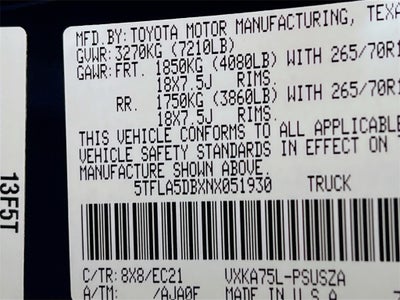 MFD.BY: TOYOTA MOTOR MANUFACTURING, TEXA
GVWR: 3270KG (7210LB)
GAWR: FRT. 1850KG (4080LB) WITH 265/70R1
18X7.5J RIMS.
RR. 1750KG (3860LB) WITH 265/70R1
18X7.5J RIMS.
THIS VEHICLE CONFORMS TO ALL APPLICABLE
VEHICLE SAFETY STANDARDS IN EFFECT ON
MANUFACTURE SHOWN ABOVE.
5TFLA5DBXNX051930 TRUCK
C/TR: 8X8/EC21 VXKA75L-PSUSZA
A/TM: /AJA0F MADE IN U.S.A.
13F5T